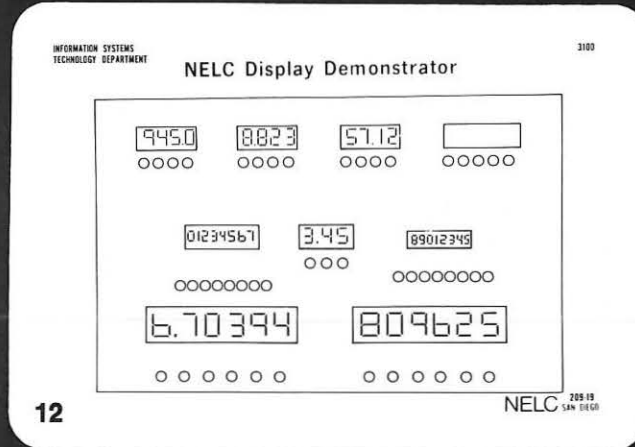 INFORMATION SYSTEMS
TECHNOLOGY DEPARTMENT
3100
NELC Display Demonstrator
945.0 8.823 57.12
01234567 3.45 89012345
6.70394 809625
12
NELC 209-19
SAN DIEGO